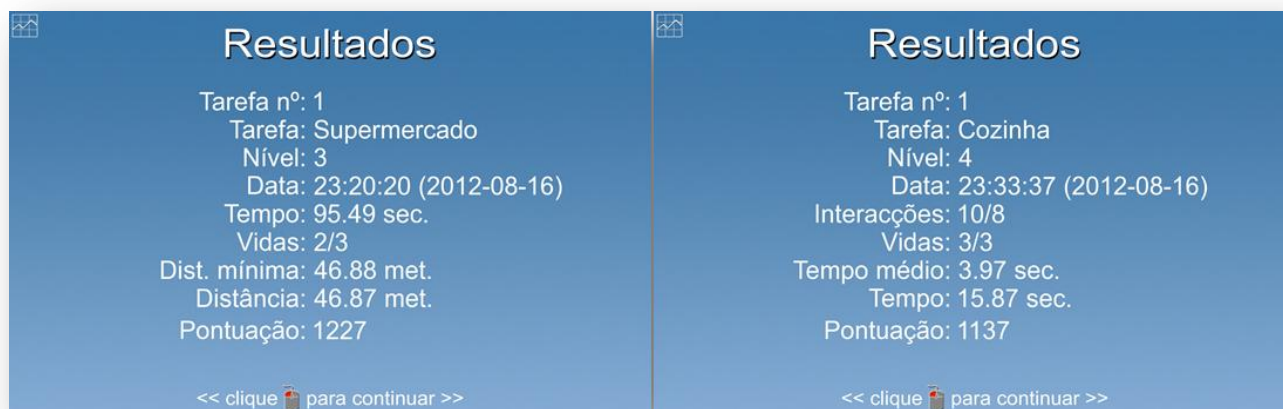 Resultados
Tarefa nº: 1
Tarefa: Supermercado
Nível: 3
Data: 23:20:20 (2012-08-16)
Tempo: 95.49 sec.
Vidas: 2/3
Dist. mínima: 46.88 met.
Distância: 46.87 met.
Pontuação: 1227
<< clique para continuar >>
Resultados
Tarefa nº: 1
Tarefa: Cozinha
Nível: 4
Data: 23:33:37 (2012-08-16)
Interacções: 10/8
Vidas: 3/3
Tempo médio: 3.97 sec.
Tempo: 15.87 sec.
Pontuação: 1137
<< clique para continuar >>